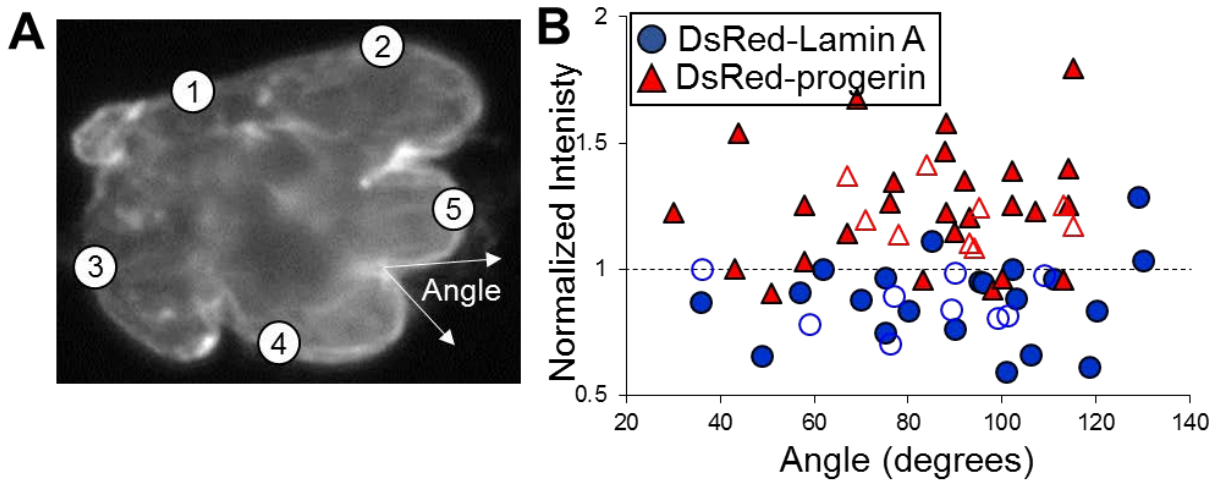 A
1
2
3
4
5
Angle
B
DsRed-Lamin A
DsRed-progerin
Normalized Intenisty
2
1.5
1
0.5
20
40
60
80
100
120
140
Angle (degrees)